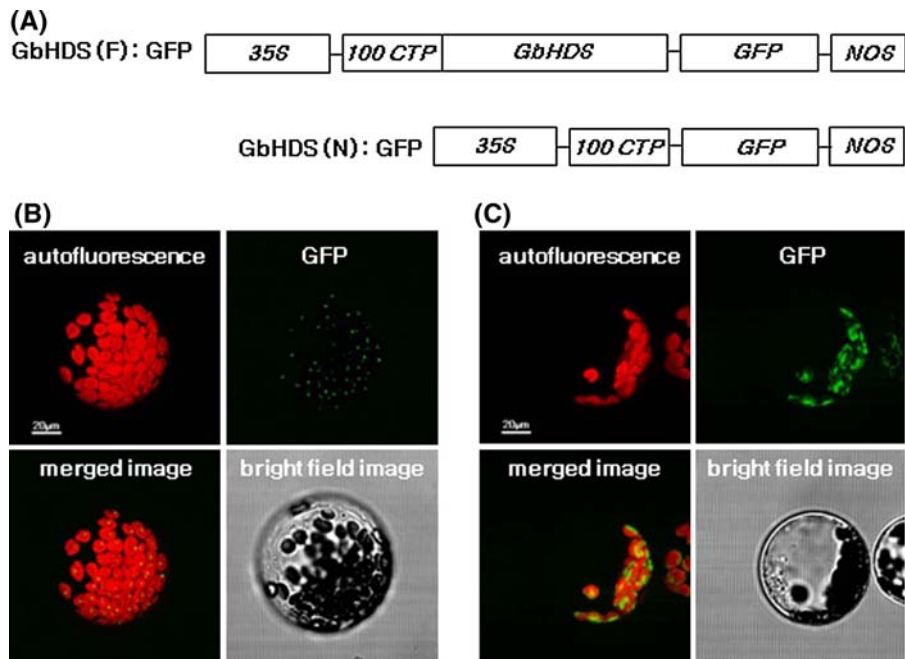 (A)
GbHDS (F): GFP 35S 100 CTP GbHDS GFP NOS
GbHDS (N): GFP 35S 100 CTP GFP NOS
(B)
autofluorescence GFP
20μm
merged image bright field image
(C)
autofluorescence GFP
20μm
merged image bright field image